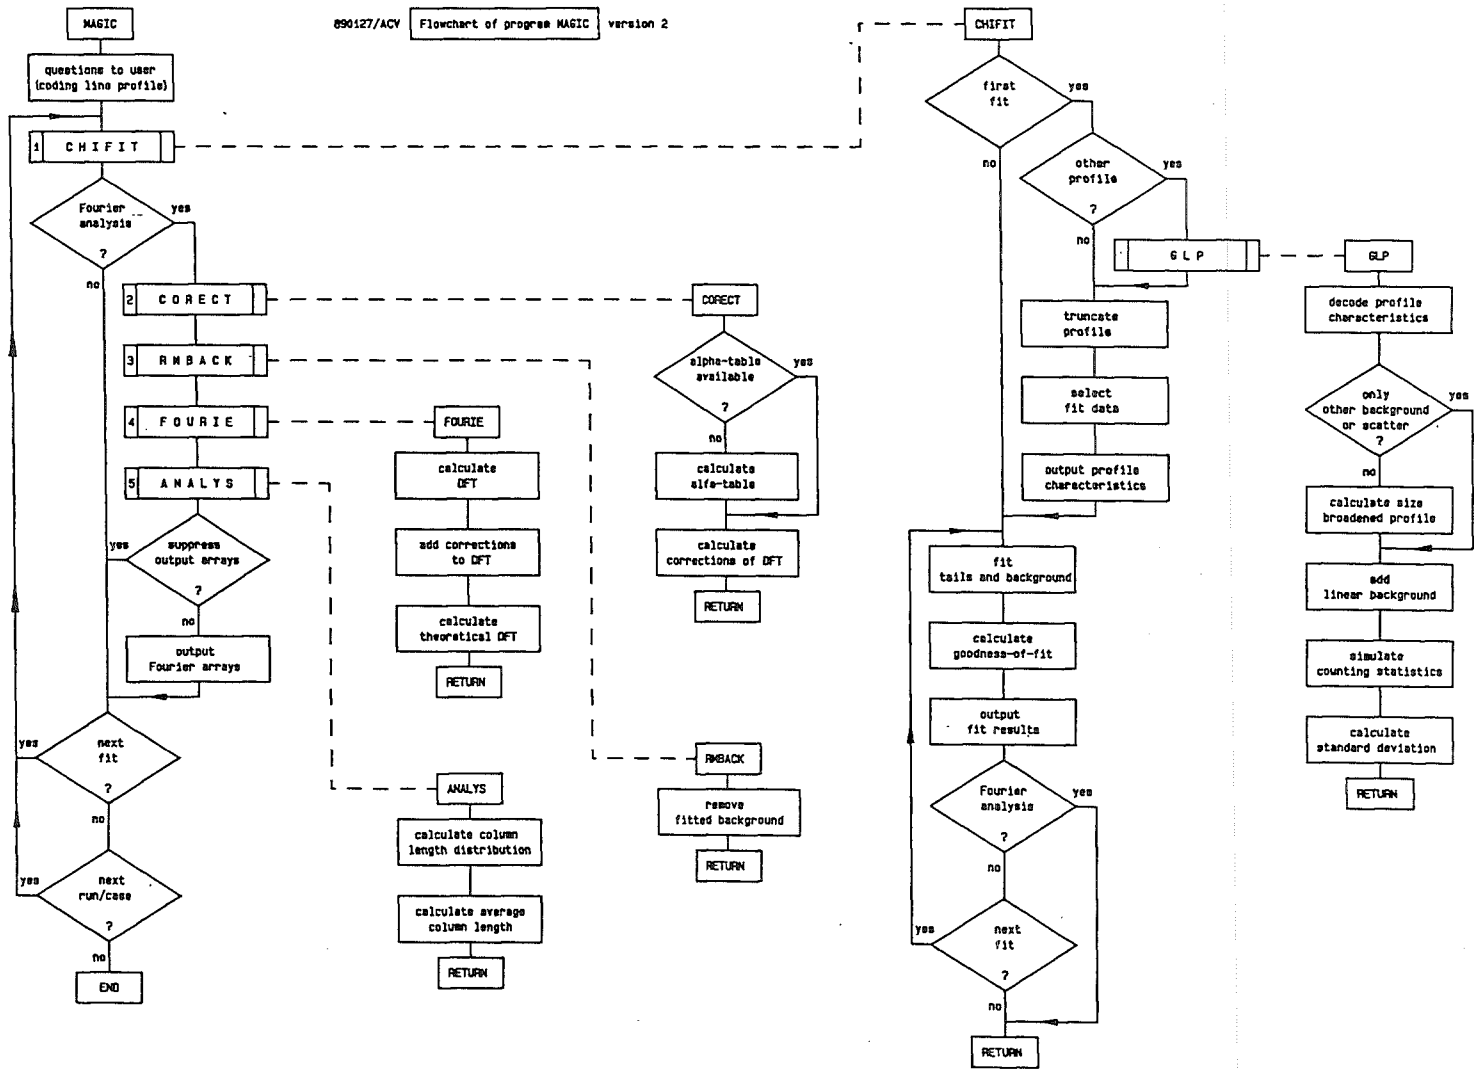 890127/ACV Flowchart of program MAGIC version 2
MAGIC
questions to user
(coding line profile)
1 CHIFIT
Fourier
analysis
?
yes
no
2 CORECT
3 RMBACK
4 FOURIE
5 ANALYS
suppress
output arrays
?
yes
no
output
Fourier arrays
next
fit
?
yes
no
next
run/case
?
yes
no
END
FOURIE
calculate
DFT
add corrections
to DFT
calculate
theoretical DFT
RETURN
ANALYS
calculate column
length distribution
calculate average
column length
RETURN
CORECT
alpha-table
available
?
yes
no
calculate
alfa-table
calculate
corrections of DFT
RETURN
RMBACK
remove
fitted background
RETURN
CHIFIT
first
fit
yes
no
other
profile
?
yes
no
GLP
truncate
profile
select
fit data
output profile
characteristics
fit
tails and background
calculate
goodness-of-fit
output
fit results
Fourier
analysis
?
yes
no
next
fit
?
yes
no
RETURN
GLP
decode profile
characteristics
only
other background
or scatter
?
yes
no
calculate size
broadened profile
add
linear background
simulate
counting statistics
calculate
standard deviation
RETURN